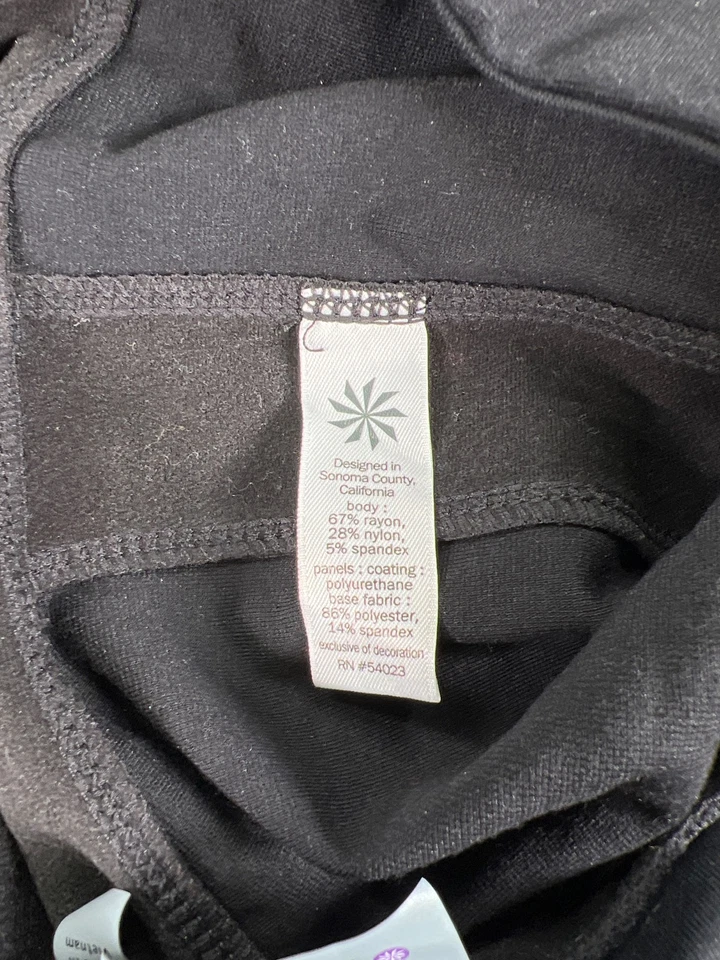 Designed in
Sonoma County,
California
body :
67% rayon,
28% nylon,
5% spandex
panels : coating :
polyurethane
base fabric :
86% polyester,
14% spandex
exclusive of decoration
RN #54023